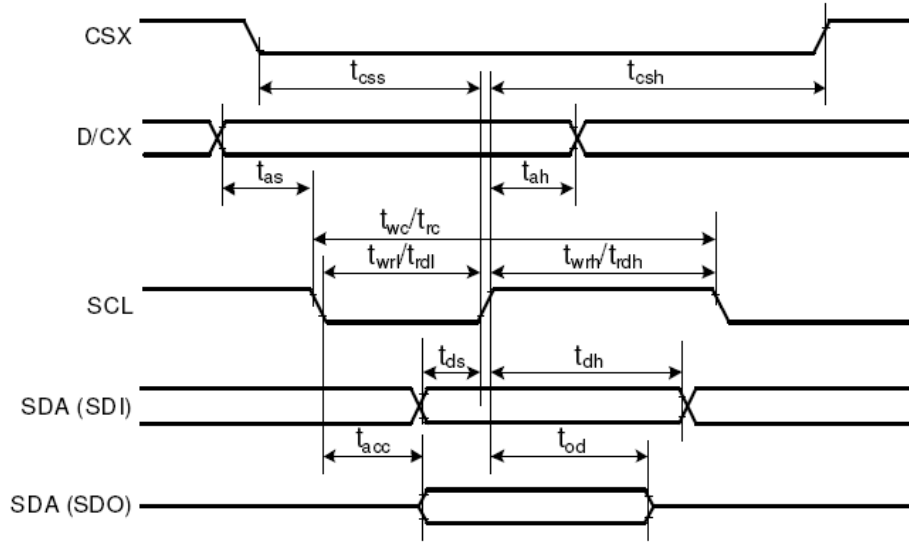 CSX
t_css t_csh
D/CX
t_as t_ah
t_wc/t_rc
t_wrl/t_rdl t_wrh/t_rdh
SCL
t_ds t_dh
SDA (SDI)
t_acc t_od
SDA (SDO)